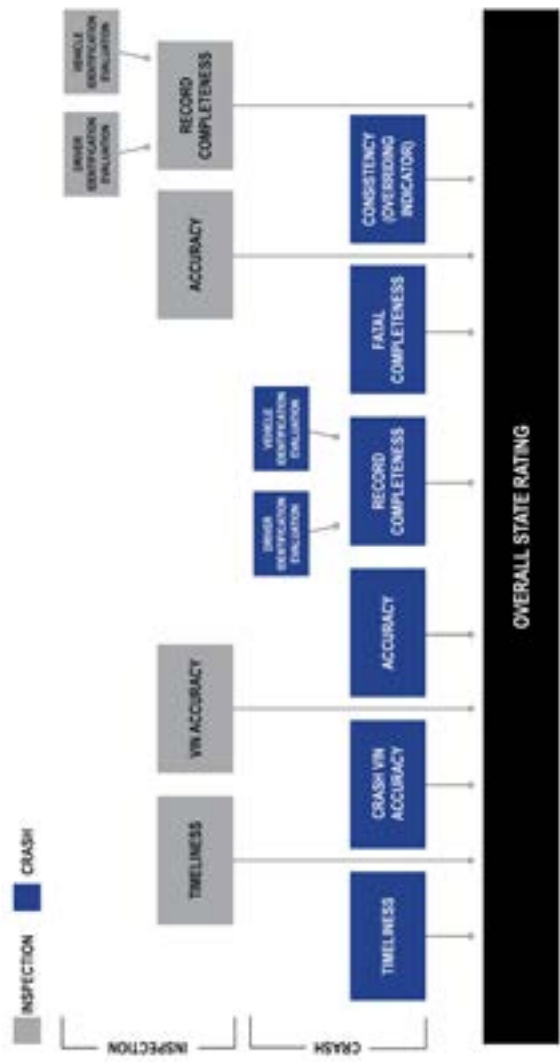 INSPECTION
CRASH
INSPECTION
VEHICLE
IDENTIFICATION
EVALUATION
DRIVER
IDENTIFICATION
EVALUATION
TIMELINESS
VIN ACCURACY
ACCURACY
RECORD
COMPLETENESS
CRASH
DRIVER
IDENTIFICATION
EVALUATION
VEHICLE
IDENTIFICATION
EVALUATION
TIMELINESS
CRASH VIN
ACCURACY
ACCURACY
RECORD
COMPLETENESS
FATAL
COMPLETENESS
CONSISTENCY
(OVERRIDING
INDICATOR)
OVERALL STATE RATING